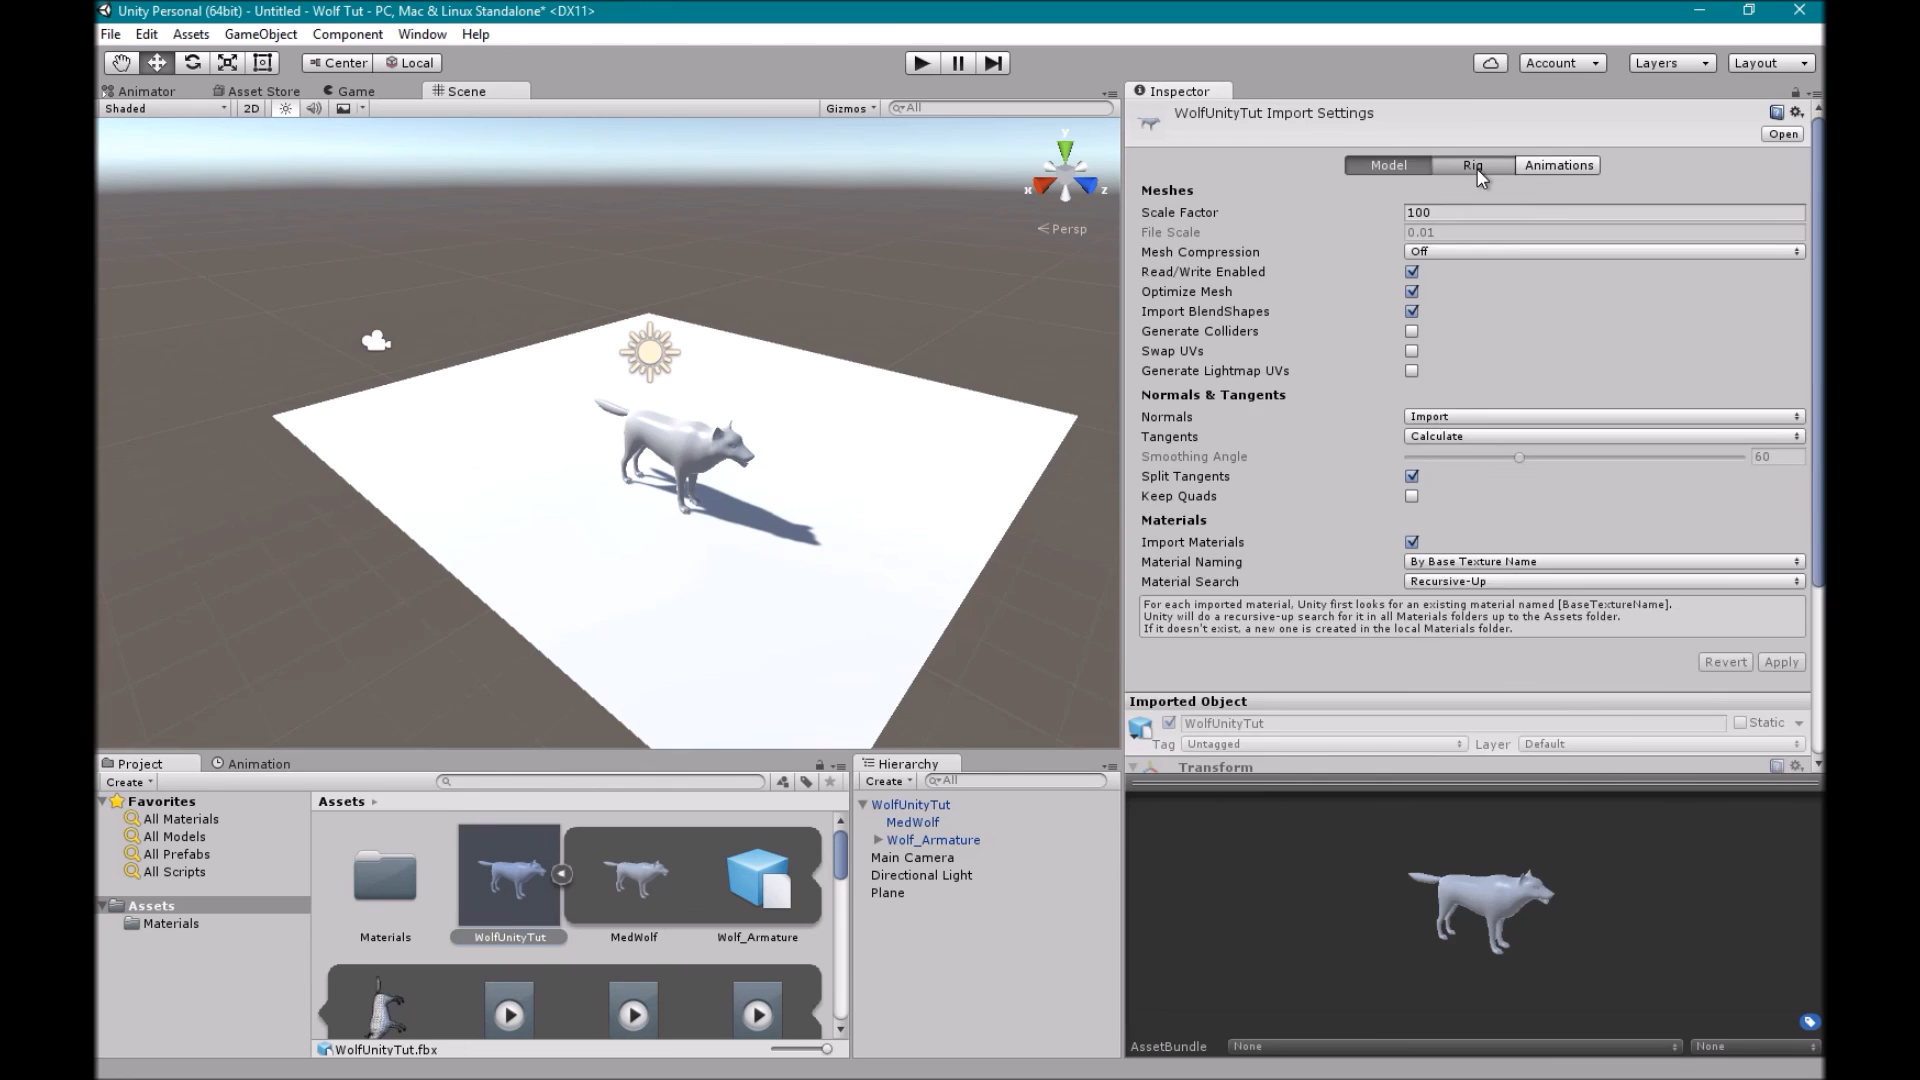 Unity Personal (64bit) - Untitled - Wolf Tut - PC, Mac & Linux Standalone* <DX11>
File Edit Assets GameObject Component Window Help
Center Local Account Layers Layout
Animator Asset Store Game Scene
Shaded 2D Gizmos All
y
x z
Persp
Inspector
WolfUnityTut Import Settings
Open
Model Rig Animations
Meshes
Scale Factor 100
File Scale 0.01
Mesh Compression Off
Read/Write Enabled
Optimize Mesh
Import BlendShapes
Generate Colliders
Swap UVs
Generate Lightmap UVs
Normals & Tangents
Normals Import
Tangents Calculate
Smoothing Angle 60
Split Tangents
Keep Quads
Materials
Import Materials
Material Naming By Base Texture Name
Material Search Recursive-Up
For each imported material, Unity first looks for an existing material named [BaseTextureName].
Unity will do a recursive-up search for it in all Materials folders up to the Assets folder.
If it doesn't exist, a new one is created in the local Materials folder.
Revert Apply
Imported Object
WolfUnityTut Static
Tag Untagged Layer Default
Transform
AssetBundle None None
Project Animation
Create
Favorites
All Materials
All Models
All Prefabs
All Scripts
Assets
Materials
Assets
Materials WolfUnityTut MedWolf Wolf_Armature
WolfUnityTut.fbx
Hierarchy
Create All
WolfUnityTut
MedWolf
Wolf_Armature
Main Camera
Directional Light
Plane